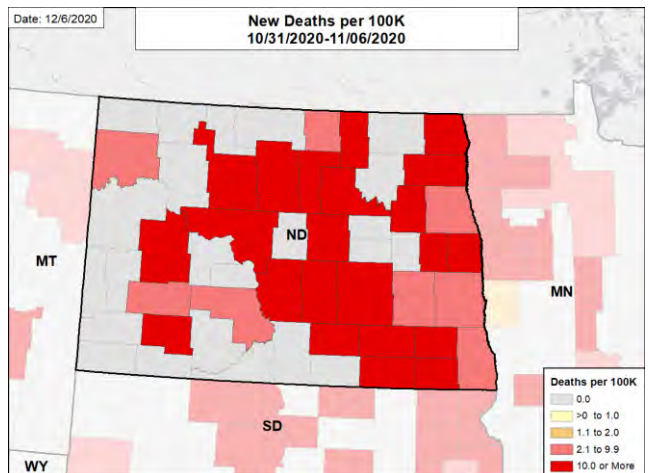 Date: 12/6/2020
New Deaths per 100K
10/31/2020-11/06/2020
ND
MT
MN
SD
WY
Deaths per 100K
0.0
>0 to 1.0
1.1 to 2.0
2.1 to 9.9
10.0 or More